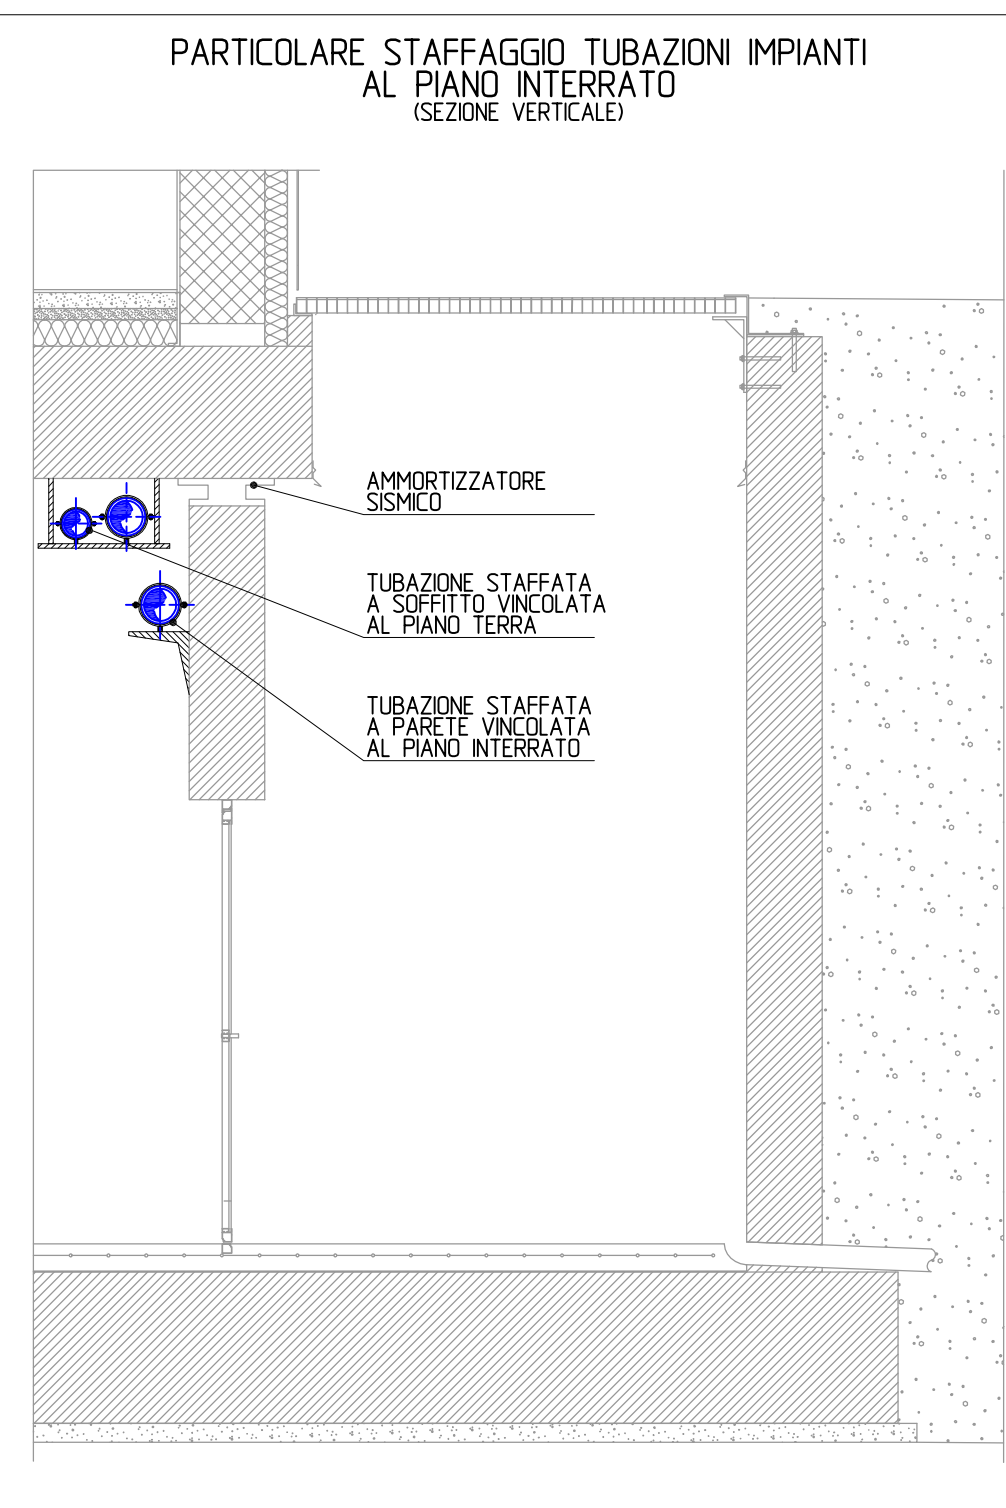 PARTICOLARE STAFFAGGIO TUBAZIONI IMPIANTI
AL PIANO INTERRATO
(SEZIONE VERTICALE)
AMMORTIZZATORE
SISMICO
TUBAZIONE STAFFATA
A SOFFITTO VINCOLATA
AL PIANO TERRA
TUBAZIONE STAFFATA
A PARETE VINCOLATA
AL PIANO INTERRATO